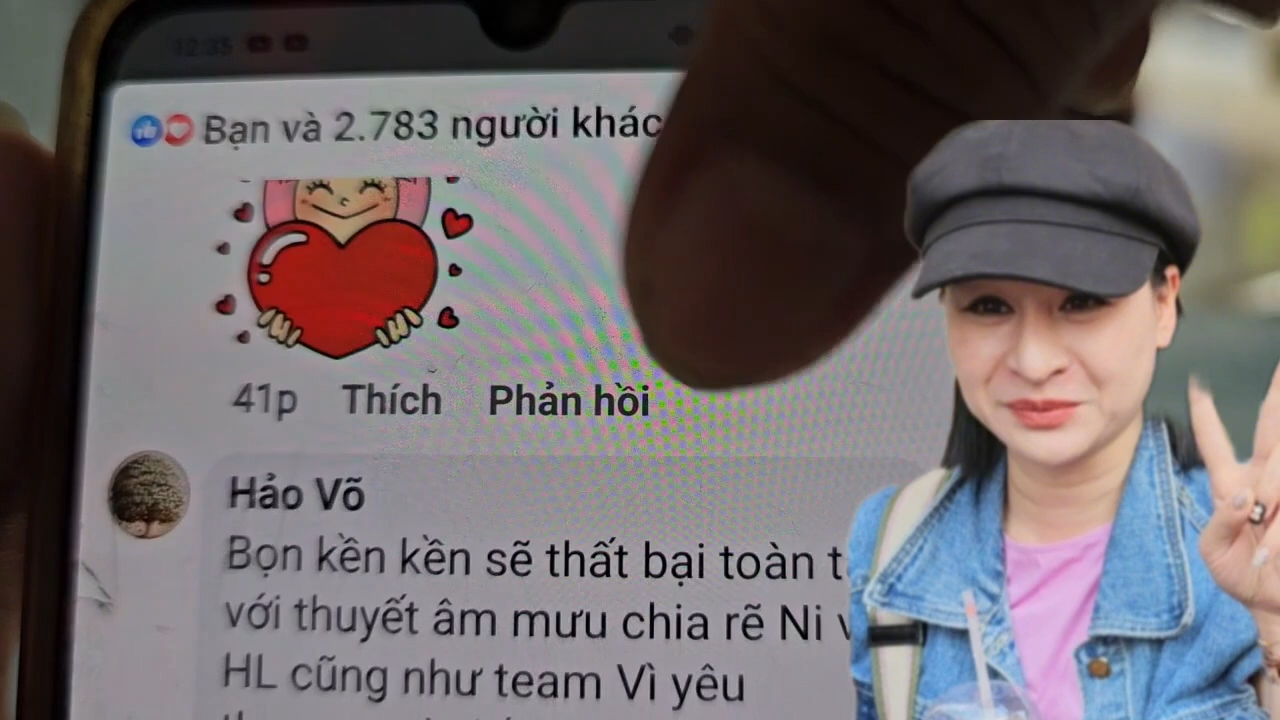 12:35
Bạn và 2.783 người khác
41p Thích Phản hồi
Hảo Võ
Bọn kền kền sẽ thất bại toàn
với thuyết âm mưu chia rẽ Ni
HL cũng như team Vì yêu